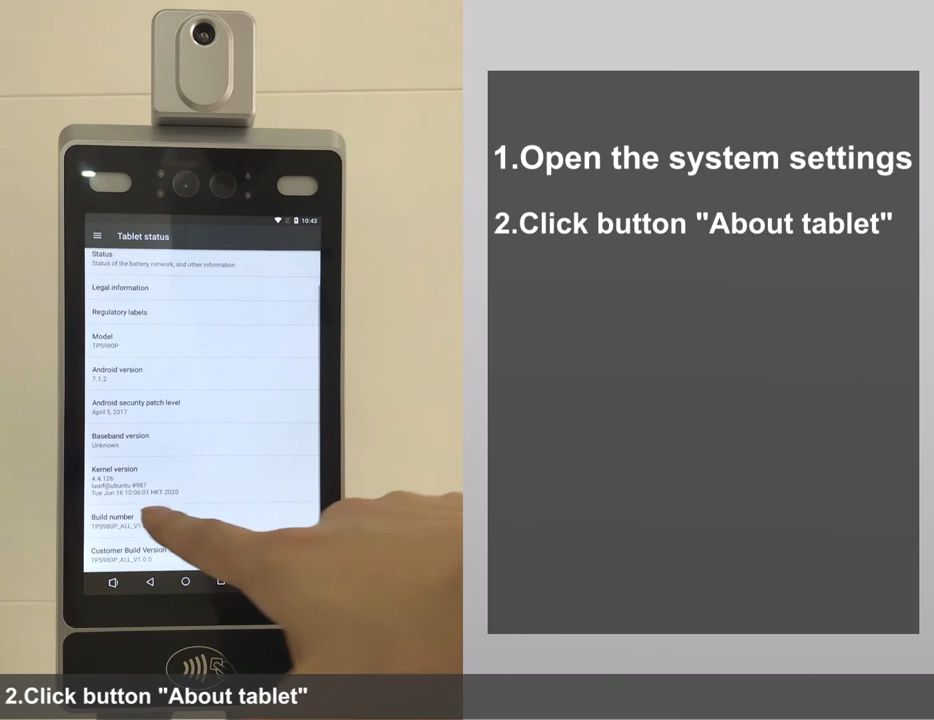 10:43
Tablet status
Status
Status of the battery, network, and other information
Legal information
Regulatory labels
Model
TPS980P
Android version
7.1.2
Android security patch level
April 5, 2017
Baseband version
Unknown
Kernel version
4.4.126
luorf@ubuntu #987
Tue Jun 16 10:06:01 HKT 2020
Build number
TPS980P_ALL_V1
Customer Build Version
TPS980P_ALL_V1.0.0
1.Open the system settings
2.Click button "About tablet"
2.Click button "About tablet"